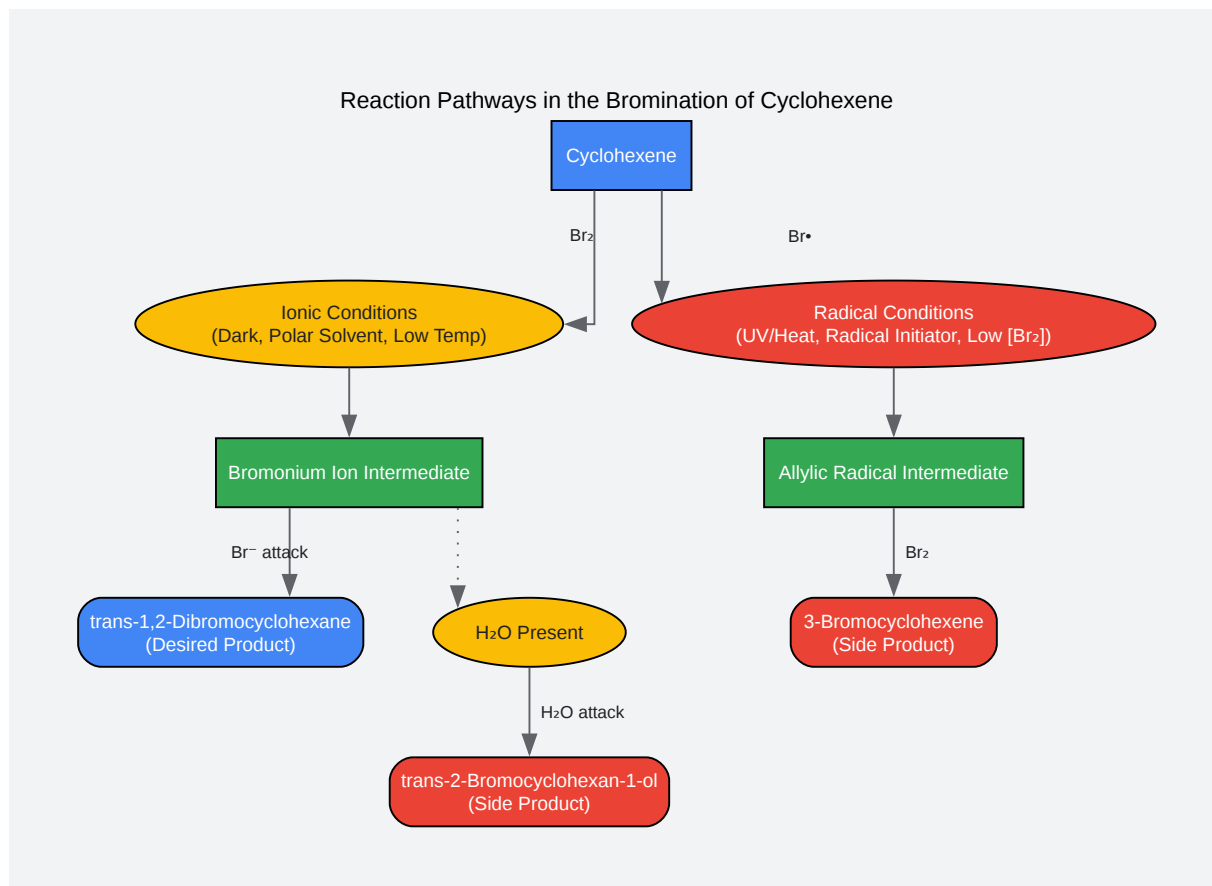 Reaction Pathways in the Bromination of Cyclohexene
Cyclohexene
Br₂
Br•
Ionic Conditions
(Dark, Polar Solvent, Low Temp)
Radical Conditions
(UV/Heat, Radical Initiator, Low [Br₂])
Bromonium Ion Intermediate
Allylic Radical Intermediate
Br⁻ attack
Br₂
trans-1,2-Dibromocyclohexane
(Desired Product)
H₂O Present
3-Bromocyclohexene
(Side Product)
H₂O attack
trans-2-Bromocyclohexan-1-ol
(Side Product)